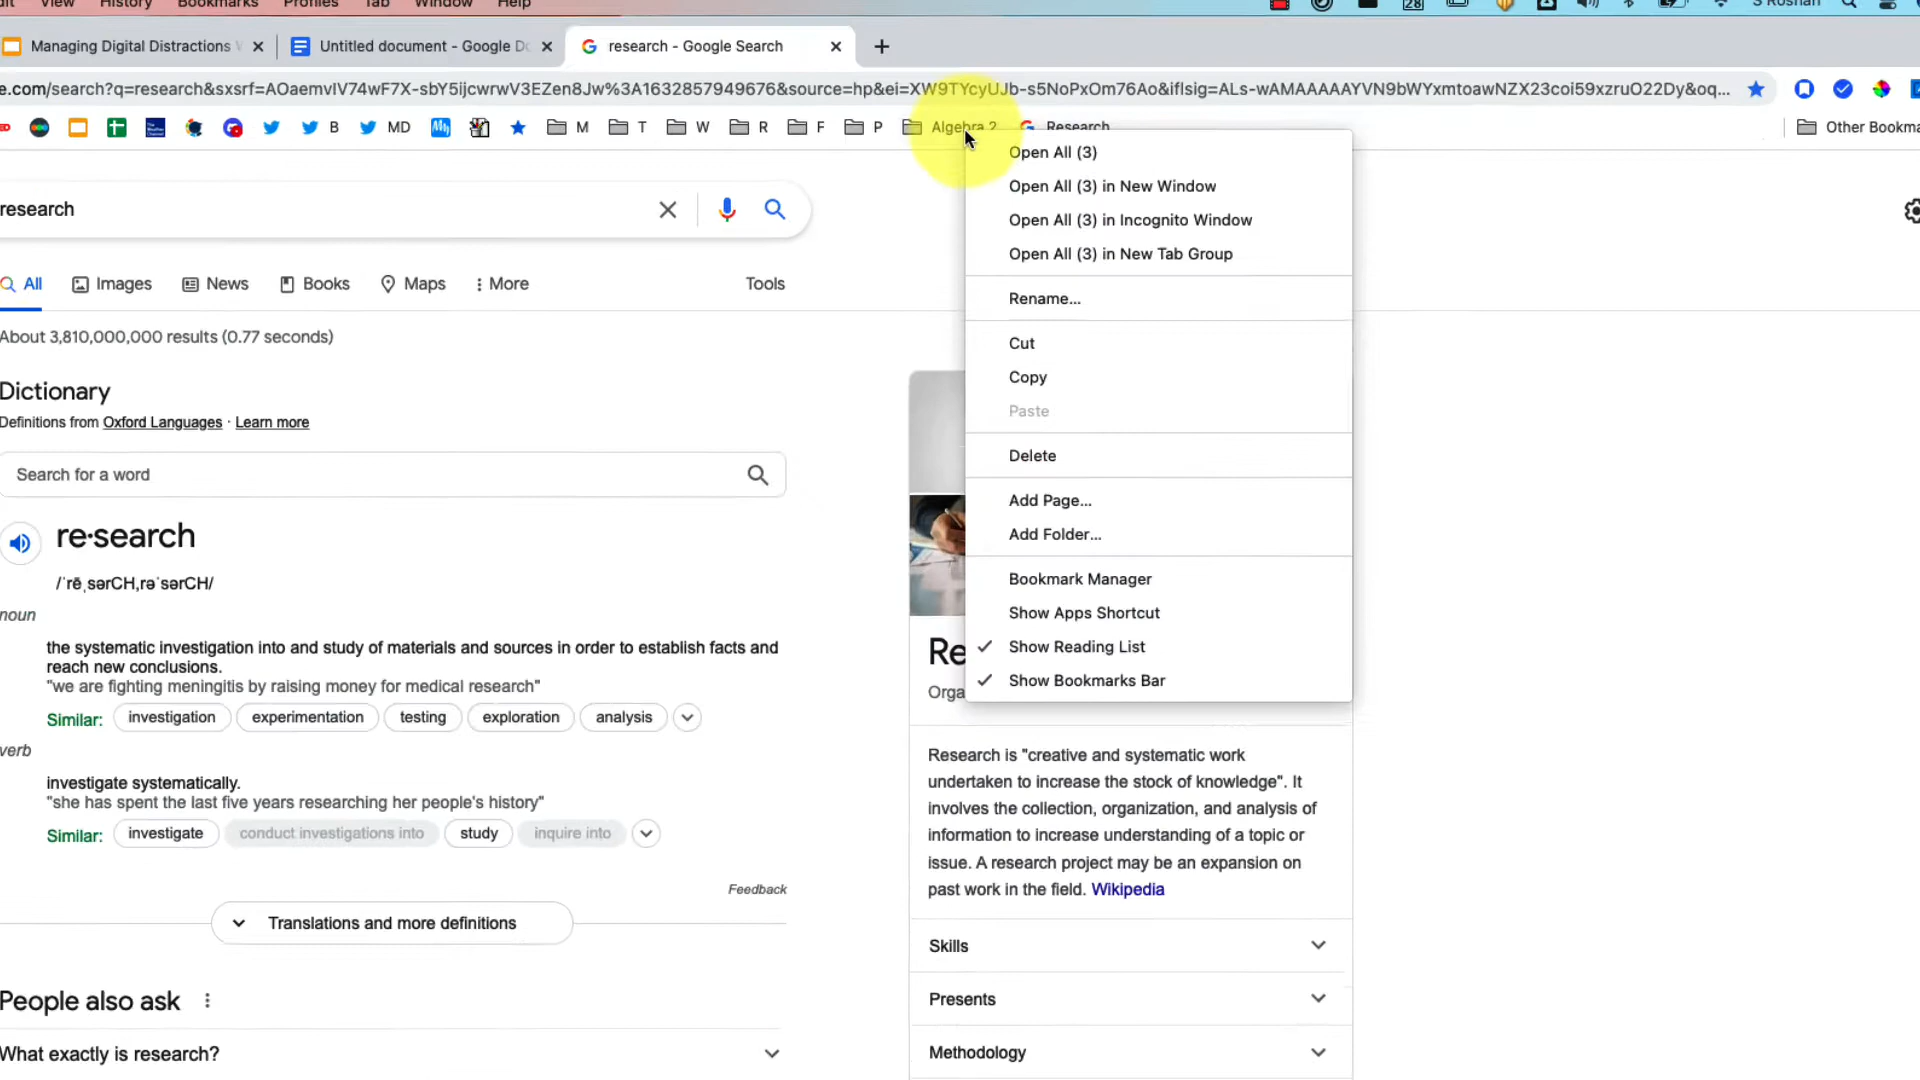 View History Bookmarks Profiles Tab Window Help 28 S Roshan
Managing Digital Distractions Untitled document - Google D research - Google Search
e.com/search?q=research&sxsrf=AOaemvIV74wF7X-sbY5ijcwrwV3EZen8Jw%3A1632857949676&source=hp&ei=XW9TYcyUJb-s5NoPxOm76Ao&iflsig=ALs-wAMAAAAAYVN9bWYxmtoawNZX23coi59xzruO22Dy&oq...
B MD M T W R F P Algebra 2 Research Other Bookma
research
All Images News Books Maps More Tools
About 3,810,000,000 results (0.77 seconds)
Dictionary
Definitions from Oxford Languages · Learn more
Search for a word
re·search
/ˈrēˌsərCH,rəˈsərCH/
noun
the systematic investigation into and study of materials and sources in order to establish facts and
reach new conclusions.
"we are fighting meningitis by raising money for medical research"
Similar: investigation experimentation testing exploration analysis
verb
investigate systematically.
"she has spent the last five years researching her people's history"
Similar: investigate conduct investigations into study inquire into
Feedback
Translations and more definitions
People also ask
What exactly is research?
Open All (3)
Open All (3) in New Window
Open All (3) in Incognito Window
Open All (3) in New Tab Group
Rename...
Cut
Copy
Paste
Delete
Add Page...
Add Folder...
Bookmark Manager
Show Apps Shortcut
Show Reading List
Show Bookmarks Bar
Re
Orga
Research is "creative and systematic work
undertaken to increase the stock of knowledge". It
involves the collection, organization, and analysis of
information to increase understanding of a topic or
issue. A research project may be an expansion on
past work in the field. Wikipedia
Skills
Presents
Methodology